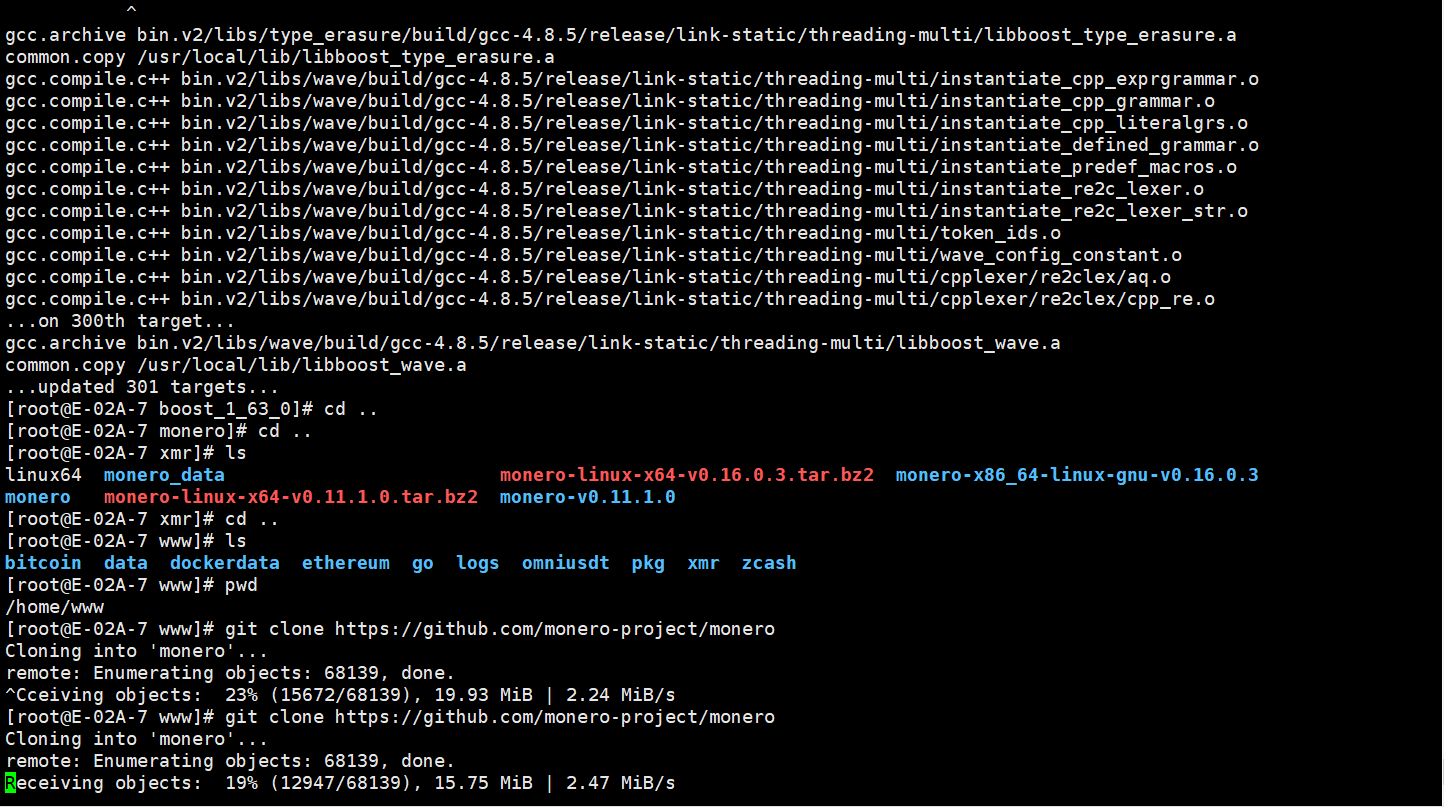 ^
gcc.archive bin.v2/libs/type_erasure/build/gcc-4.8.5/release/link-static/threading-multi/libboost_type_erasure.a
common.copy /usr/local/lib/libboost_type_erasure.a
gcc.compile.c++ bin.v2/libs/wave/build/gcc-4.8.5/release/link-static/threading-multi/instantiate_cpp_exprgrammar.o
gcc.compile.c++ bin.v2/libs/wave/build/gcc-4.8.5/release/link-static/threading-multi/instantiate_cpp_grammar.o
gcc.compile.c++ bin.v2/libs/wave/build/gcc-4.8.5/release/link-static/threading-multi/instantiate_cpp_literalgrs.o
gcc.compile.c++ bin.v2/libs/wave/build/gcc-4.8.5/release/link-static/threading-multi/instantiate_defined_grammar.o
gcc.compile.c++ bin.v2/libs/wave/build/gcc-4.8.5/release/link-static/threading-multi/instantiate_predef_macros.o
gcc.compile.c++ bin.v2/libs/wave/build/gcc-4.8.5/release/link-static/threading-multi/instantiate_re2c_lexer.o
gcc.compile.c++ bin.v2/libs/wave/build/gcc-4.8.5/release/link-static/threading-multi/instantiate_re2c_lexer_str.o
gcc.compile.c++ bin.v2/libs/wave/build/gcc-4.8.5/release/link-static/threading-multi/token_ids.o
gcc.compile.c++ bin.v2/libs/wave/build/gcc-4.8.5/release/link-static/threading-multi/wave_config_constant.o
gcc.compile.c++ bin.v2/libs/wave/build/gcc-4.8.5/release/link-static/threading-multi/cpplexer/re2clex/aq.o
gcc.compile.c++ bin.v2/libs/wave/build/gcc-4.8.5/release/link-static/threading-multi/cpplexer/re2clex/cpp_re.o
...on 300th target...
gcc.archive bin.v2/libs/wave/build/gcc-4.8.5/release/link-static/threading-multi/libboost_wave.a
common.copy /usr/local/lib/libboost_wave.a
...updated 301 targets...
[root@E-02A-7 boost_1_63_0]# cd ..
[root@E-02A-7 monero]# cd ..
[root@E-02A-7 xmr]# ls
linux64  monero_data                         monero-linux-x64-v0.16.0.3.tar.bz2  monero-x86_64-linux-gnu-v0.16.0.3
monero   monero-linux-x64-v0.11.1.0.tar.bz2  monero-v0.11.1.0
[root@E-02A-7 xmr]# cd ..
[root@E-02A-7 www]# ls
bitcoin  data  dockerdata  ethereum  go  logs  omniusdt  pkg  xmr  zcash
[root@E-02A-7 www]# pwd
/home/www
[root@E-02A-7 www]# git clone https://github.com/monero-project/monero
Cloning into 'monero'...
remote: Enumerating objects: 68139, done.
^Cceiving objects:  23% (15672/68139), 19.93 MiB | 2.24 MiB/s
[root@E-02A-7 www]# git clone https://github.com/monero-project/monero
Cloning into 'monero'...
remote: Enumerating objects: 68139, done.
Receiving objects:  19% (12947/68139), 15.75 MiB | 2.47 MiB/s